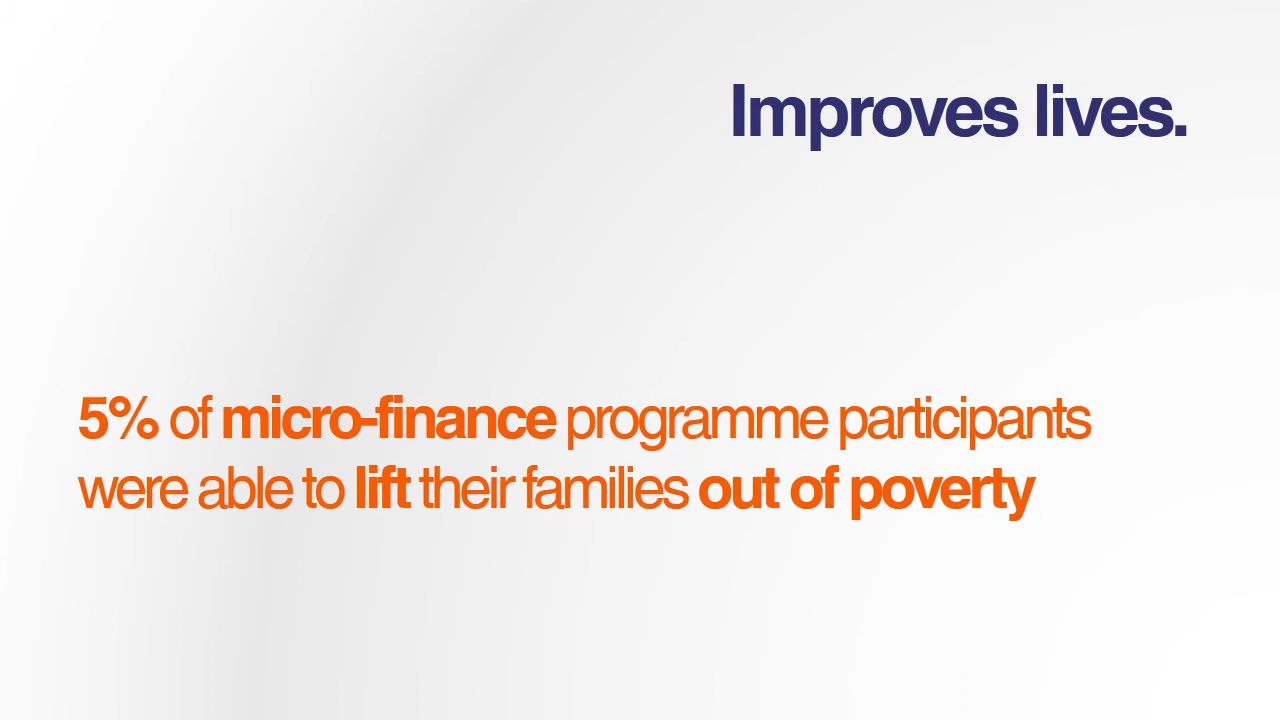 Improves lives.
5% of micro-finance programme participants
were able to lift their families out of poverty